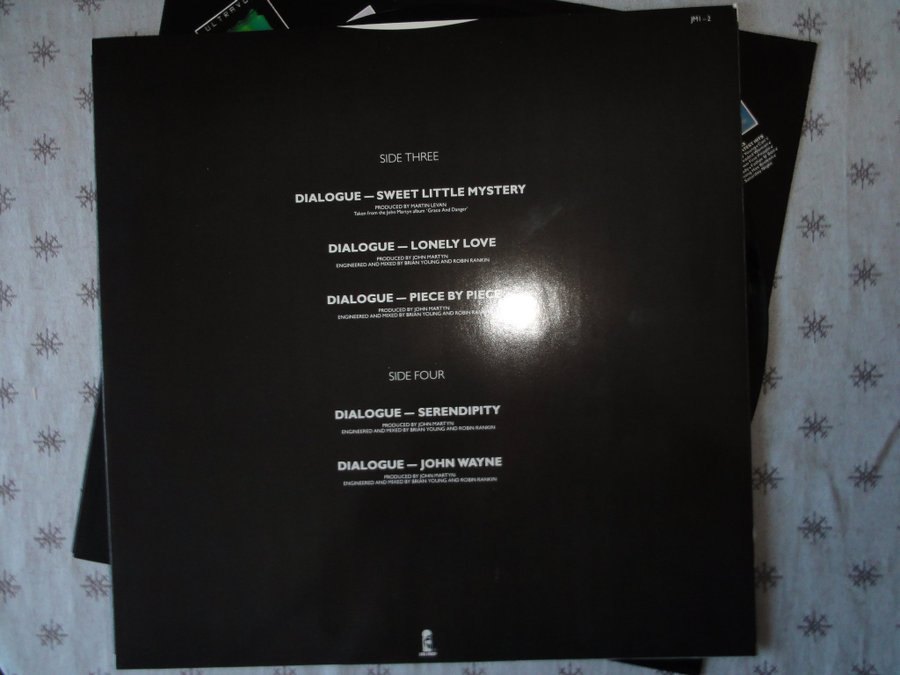 ULTRAVOX
JM1-2
SIDE THREE
DIALOGUE — SWEET LITTLE MYSTERY
PRODUCED BY MARTIN LEVAN
Taken from the John Martyn album 'Grace And Danger'
DIALOGUE — LONELY LOVE
PRODUCED BY JOHN MARTYN
ENGINEERED AND MIXED BY BRIAN YOUNG AND ROBIN RANKIN
DIALOGUE — PIECE BY PIECE
PRODUCED BY JOHN MARTYN
ENGINEERED AND MIXED BY BRIAN YOUNG AND ROBIN
SIDE FOUR
DIALOGUE — SERENDIPITY
PRODUCED BY JOHN MARTYN
ENGINEERED AND MIXED BY BRIAN YOUNG AND ROBIN RANKIN
DIALOGUE — JOHN WAYNE
PRODUCED BY JOHN MARTYN
ENGINEERED AND MIXED BY BRIAN YOUNG AND ROBIN RANKIN